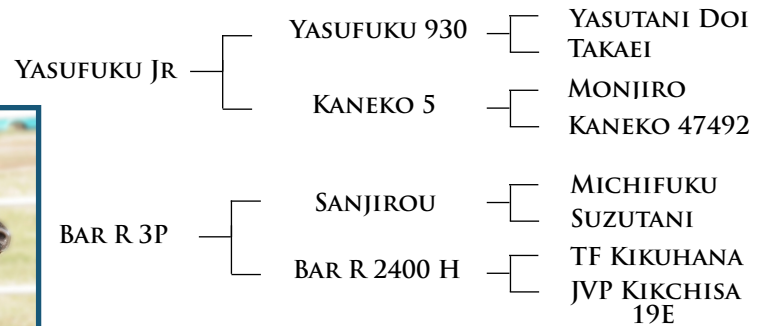 Yasufuku Jr
Yasufuku 930
Yasutani Doi
Takaei
Kaneko 5
Monjiro
Kaneko 47492
Bar R 3P
Sanjirou
Michifuku
Suzutani
Bar R 2400 H
TF Kikuhana
JVP Kikchisa
19E